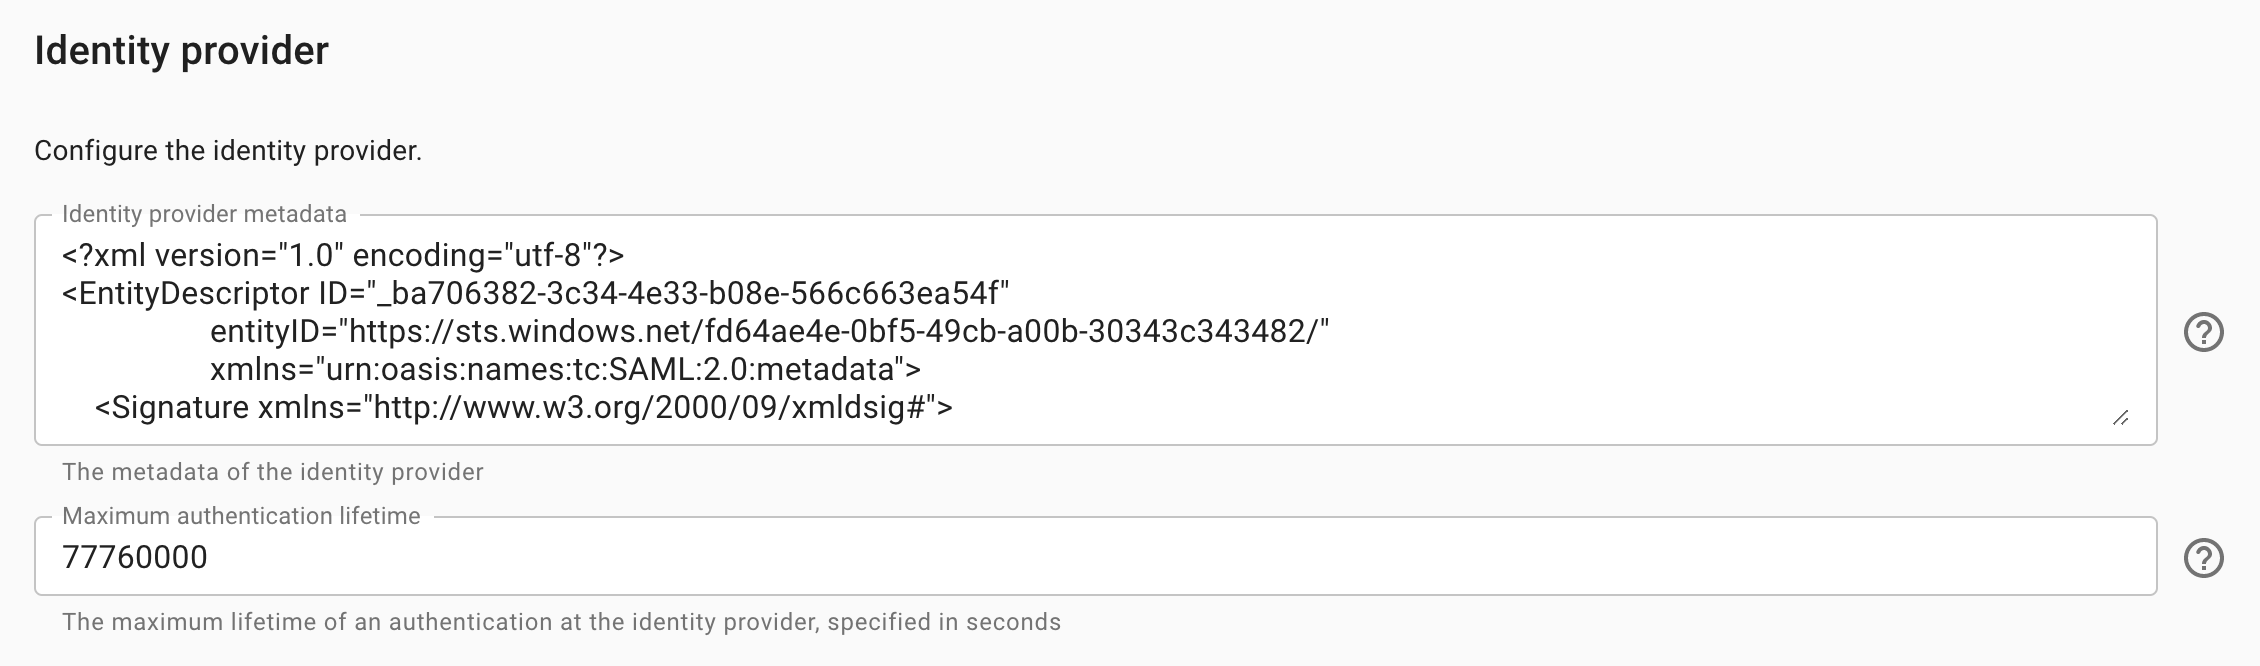 Identity provider
Configure the identity provider.
Identity provider metadata
<?xml version="1.0" encoding="utf-8"?>
<EntityDescriptor ID="_ba706382-3c34-4e33-b08e-566c663ea54f"
entityID="https://sts.windows.net/fd64ae4e-0bf5-49cb-a00b-30343c343482/"
xmlns="urn:oasis:names:tc:SAML:2.0:metadata">
<Signature xmlns="http://www.w3.org/2000/09/xmldsig#">
The metadata of the identity provider
Maximum authentication lifetime
77760000
The maximum lifetime of an authentication at the identity provider, specified in seconds